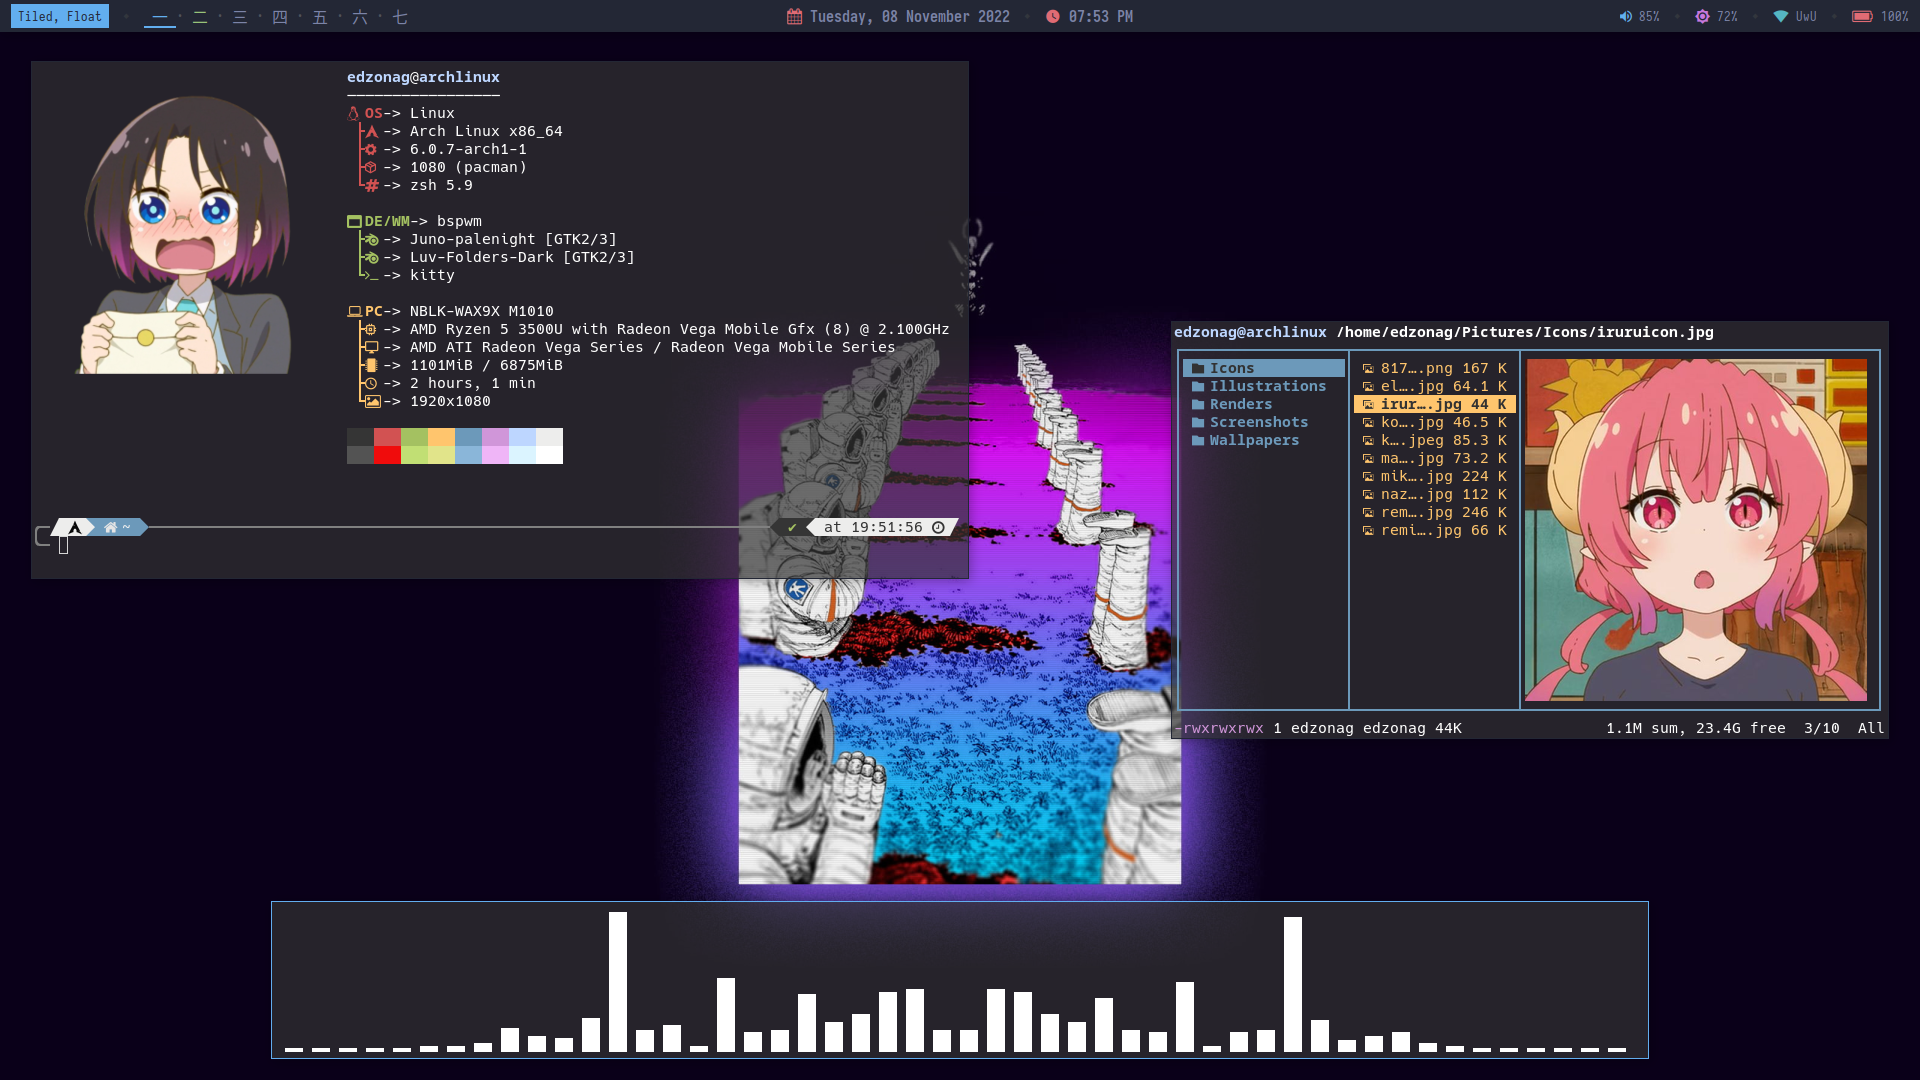 Tiled, Float
一 二 三 四 五 六 七
Tuesday, 08 November 2022
07:53 PM
85%
72%
UwU
100%
edzonag@archlinux
-----------------
OS-> Linux
-> Arch Linux x86_64
-> 6.0.7-arch1-1
-> 1080 (pacman)
-> zsh 5.9
DE/WM-> bspwm
-> Juno-palenight [GTK2/3]
-> Luv-Folders-Dark [GTK2/3]
-> kitty
PC-> NBLK-WAX9X M1010
-> AMD Ryzen 5 3500U with Radeon Vega Mobile Gfx (8) @ 2.100GHz
-> AMD ATI Radeon Vega Series / Radeon Vega Mobile Series
-> 1101MiB / 6875MiB
-> 2 hours, 1 min
-> 1920x1080
~
✔ at 19:51:56
edzonag@archlinux /home/edzonag/Pictures/Icons/iruruicon.jpg
Icons
Illustrations
Renders
Screenshots
Wallpapers
817….png 167 K
el….jpg 64.1 K
irur….jpg 44 K
ko….jpg 46.5 K
k….jpeg 85.3 K
ma….jpg 73.2 K
mik….jpg 224 K
naz….jpg 112 K
rem….jpg 246 K
remi….jpg 66 K
-rwxrwxrwx 1 edzonag edzonag 44K
1.1M sum, 23.4G free 3/10 All